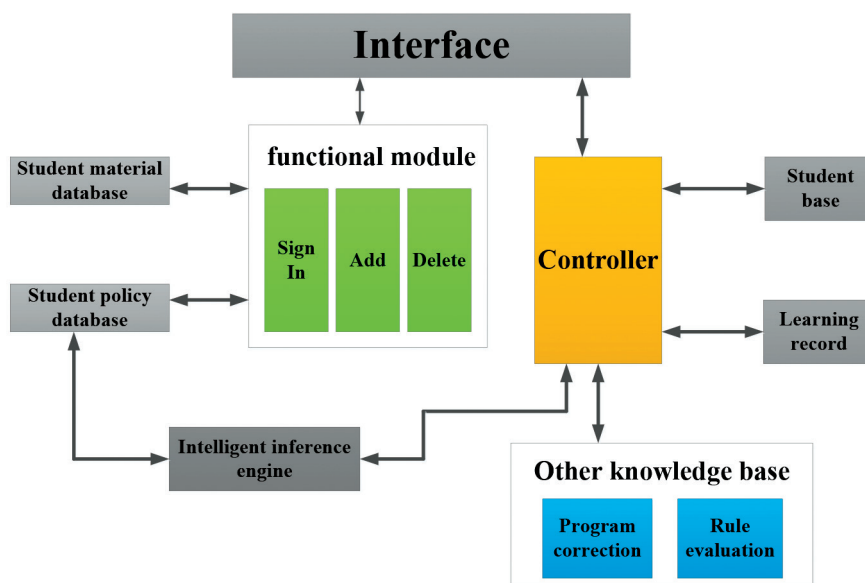 Interface
functional module
Student material
database
Sign
In
Add
Delete
Controller
Student
base
Student policy
database
Learning
record
Intelligent inference
engine
Other knowledge base
Program
correction
Rule
evaluation